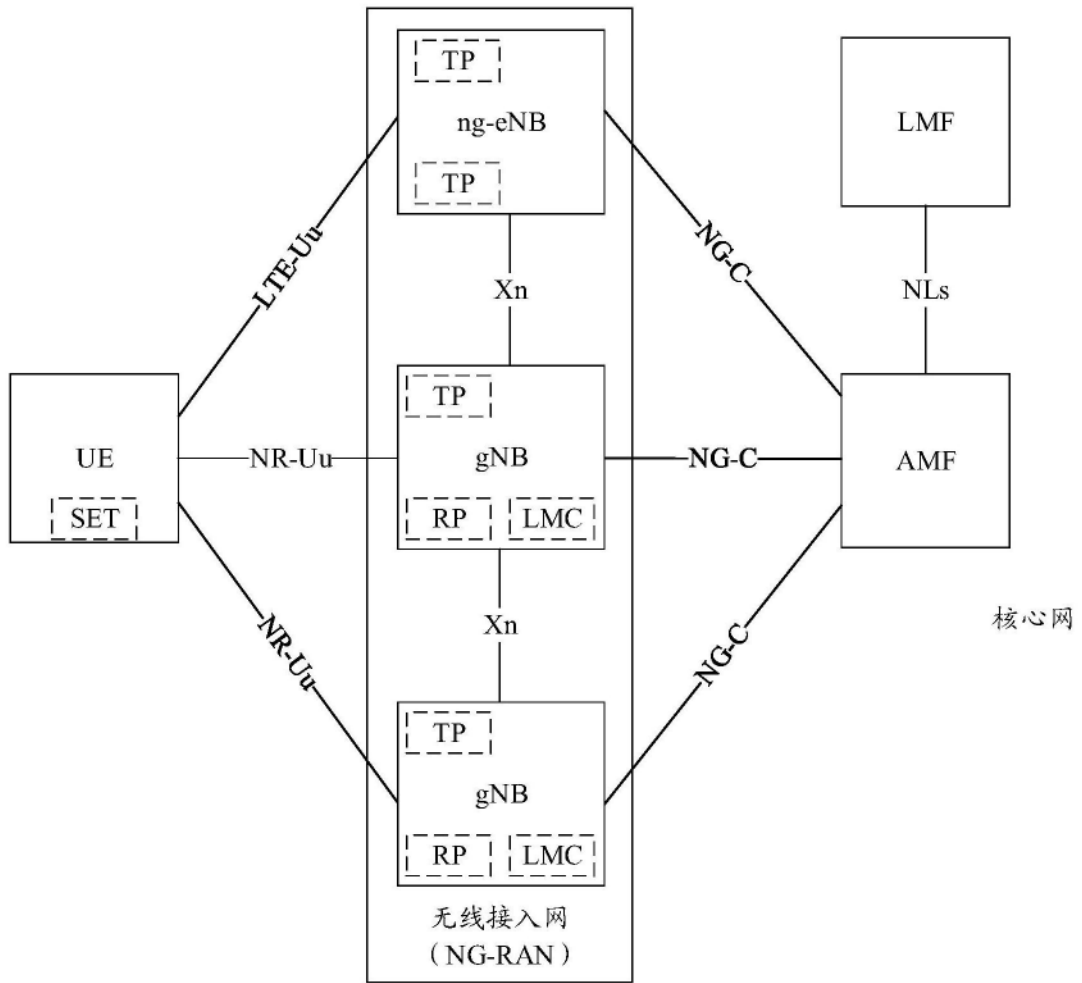 TP
ng-eNB
TP
LMF
LTE-Uu
Xn
NG-C
NLs
UE
SET
NR-Uu
TP
gNB
RP
LMC
NG-C
AMF
NR-Uu
Xn
NG-C
核心网
TP
gNB
RP
LMC
无线接入网
（NG-RAN）